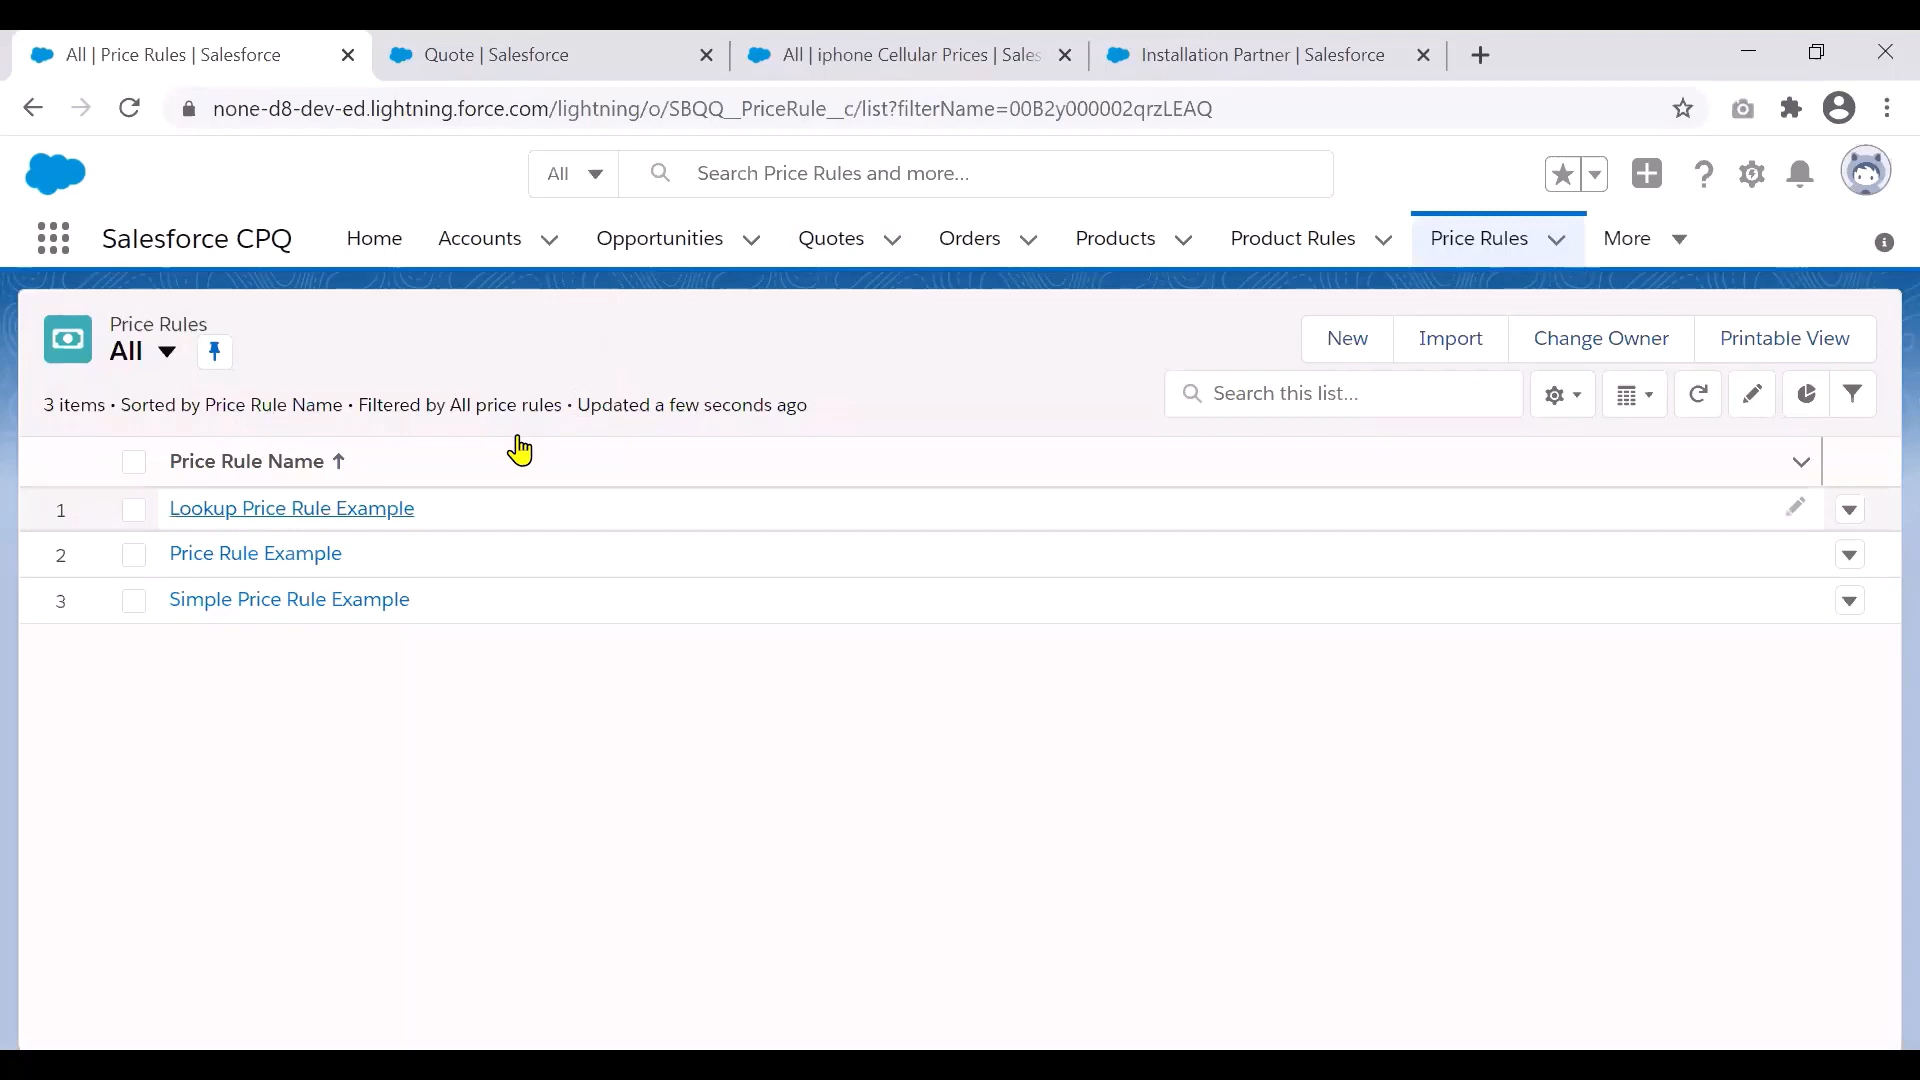 All | Price Rules | Salesforce
Quote | Salesforce
All | iphone Cellular Prices | Sales
Installation Partner | Salesforce
none-d8-dev-ed.lightning.force.com/lightning/o/SBQQ__PriceRule__c/list?filterName=00B2y000002qrzLEAQ
All
Search Price Rules and more...
Salesforce CPQ
Home
Accounts
Opportunities
Quotes
Orders
Products
Product Rules
Price Rules
More
Price Rules
All
New
Import
Change Owner
Printable View
3 items • Sorted by Price Rule Name • Filtered by All price rules • Updated a few seconds ago
Search this list...
Price Rule Name
1 Lookup Price Rule Example
2 Price Rule Example
3 Simple Price Rule Example